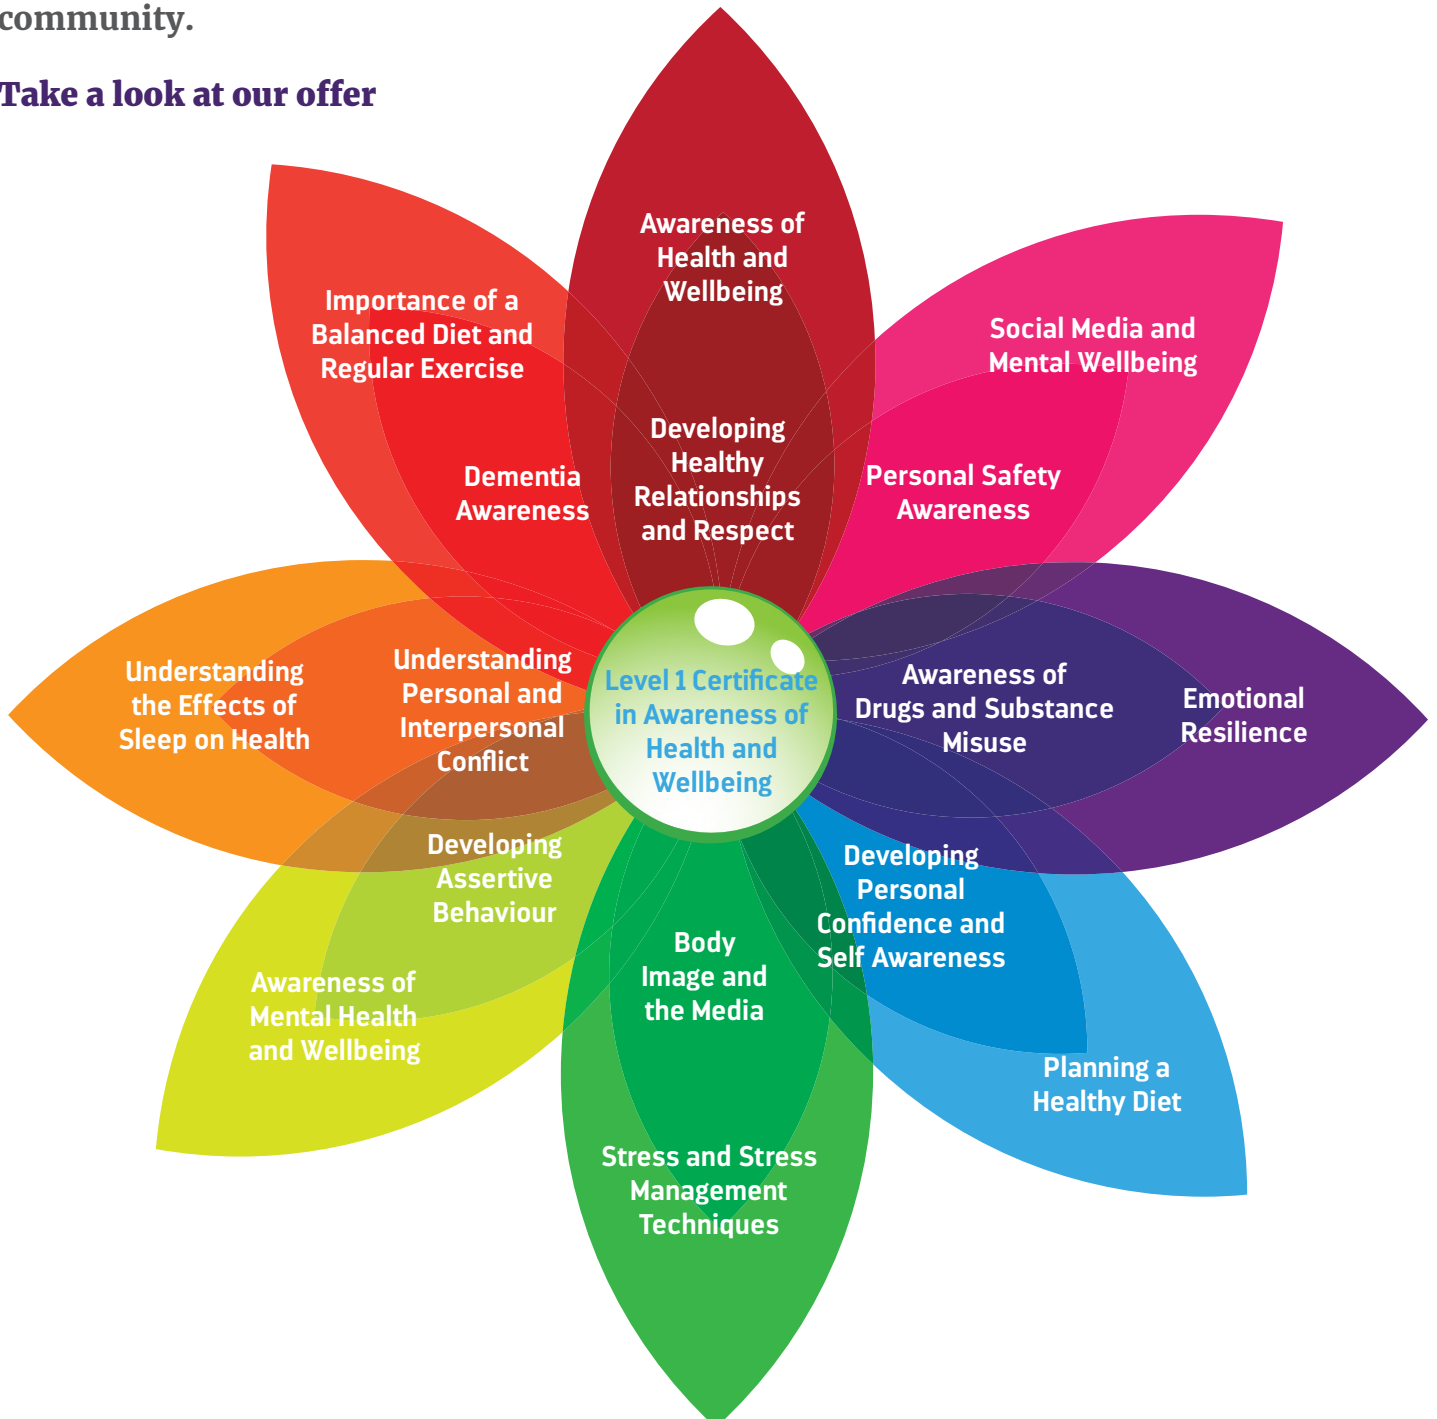 community.
Take a look at our offer
Awareness of
Health and
Wellbeing
Developing
Healthy
Relationships
and Respect
Social Media and
Mental Wellbeing
Personal Safety
Awareness
Emotional
Resilience
Awareness of
Drugs and Substance
Misuse
Planning a
Healthy Diet
Developing
Personal
Confidence and
Self Awareness
Stress and Stress
Management
Techniques
Body
Image and
the Media
Awareness of
Mental Health
and Wellbeing
Developing
Assertive
Behaviour
Understanding
the Effects of
Sleep on Health
Understanding
Personal and
Interpersonal
Conflict
Importance of a
Balanced Diet and
Regular Exercise
Dementia
Awareness
Level 1 Certificate
in Awareness of
Health and
Wellbeing